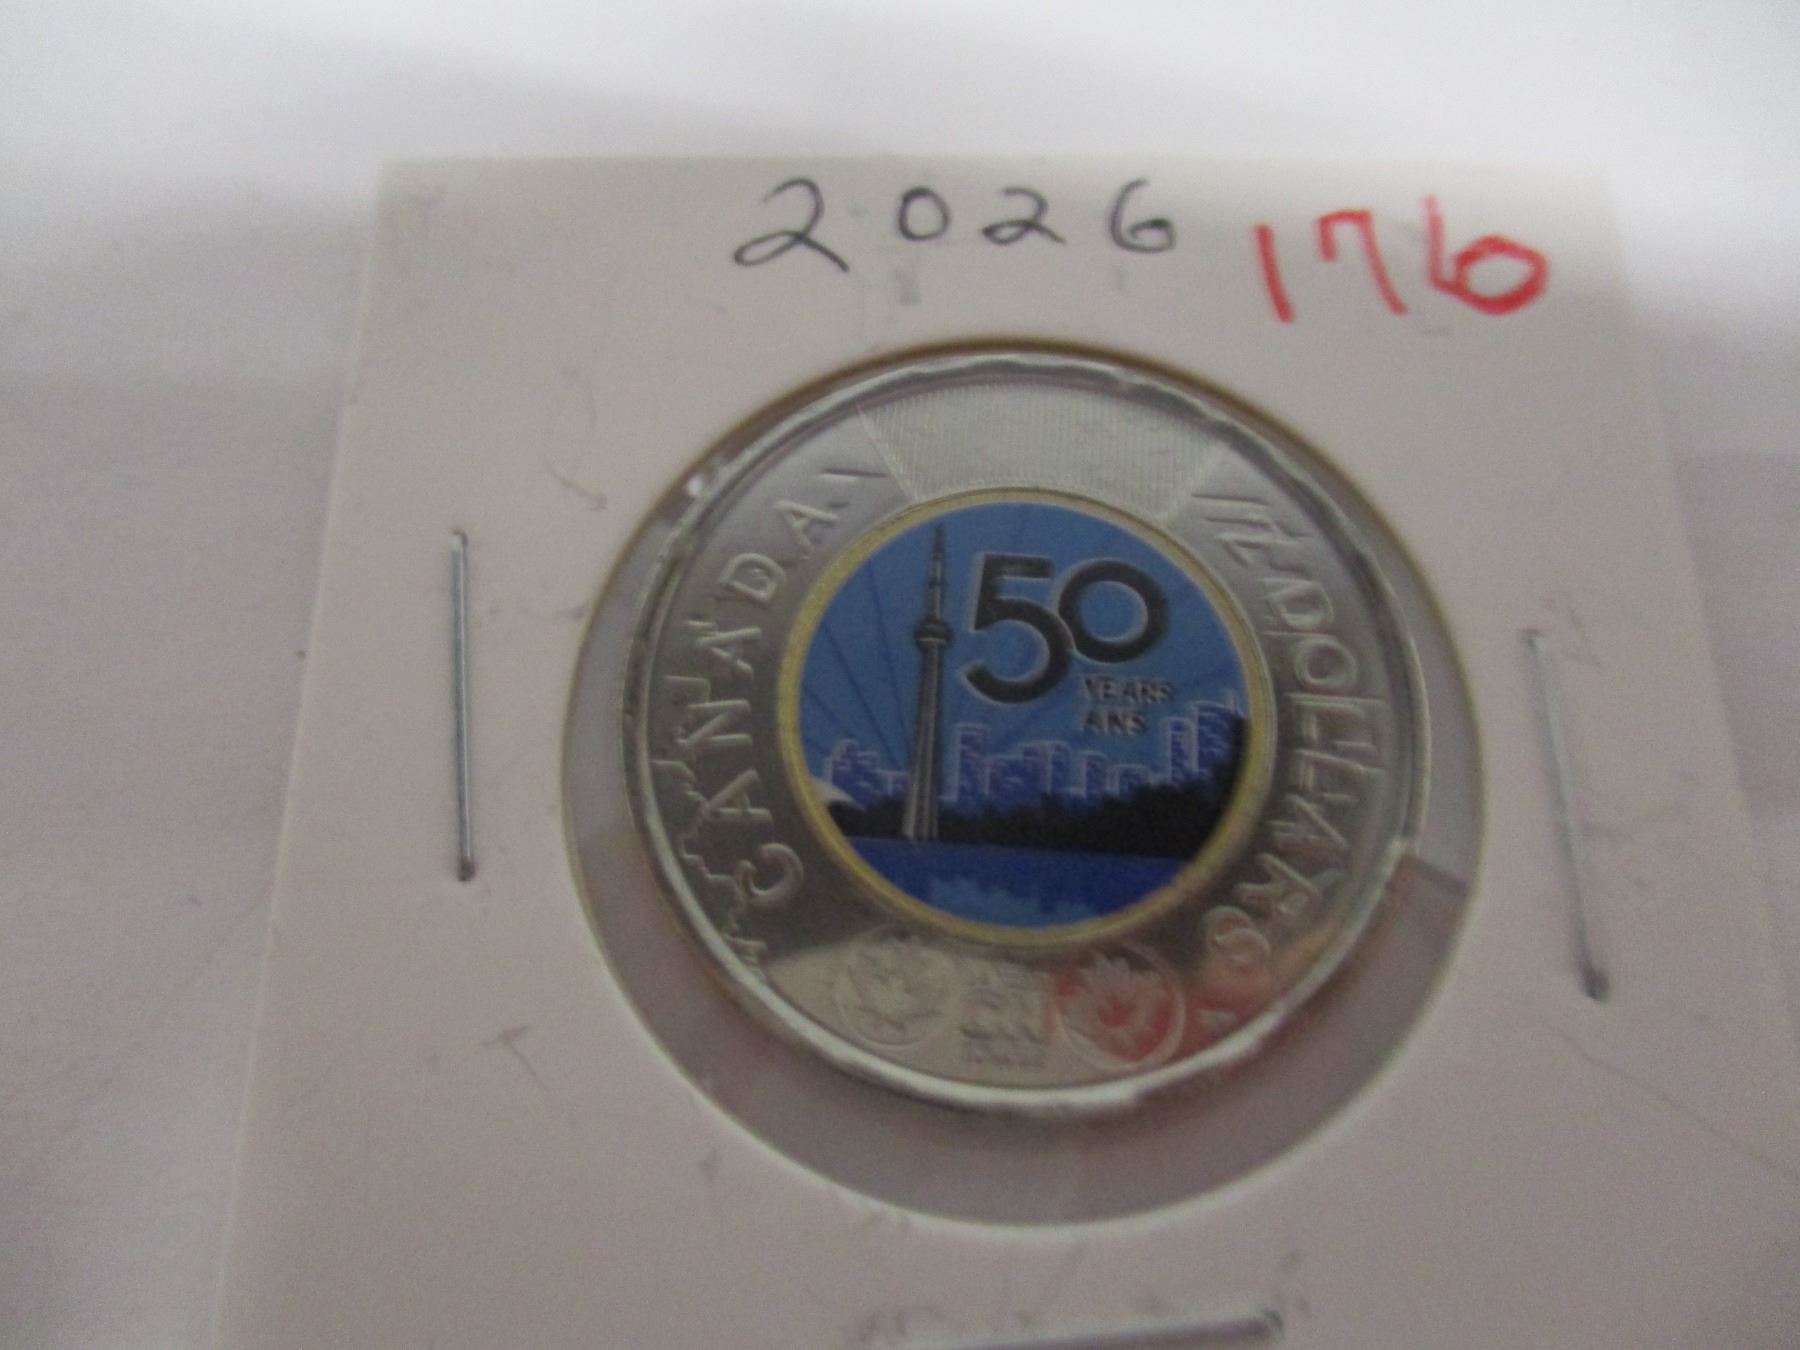 2026 176
CANADA
50
YEARS
ANS
2 DOLLARS